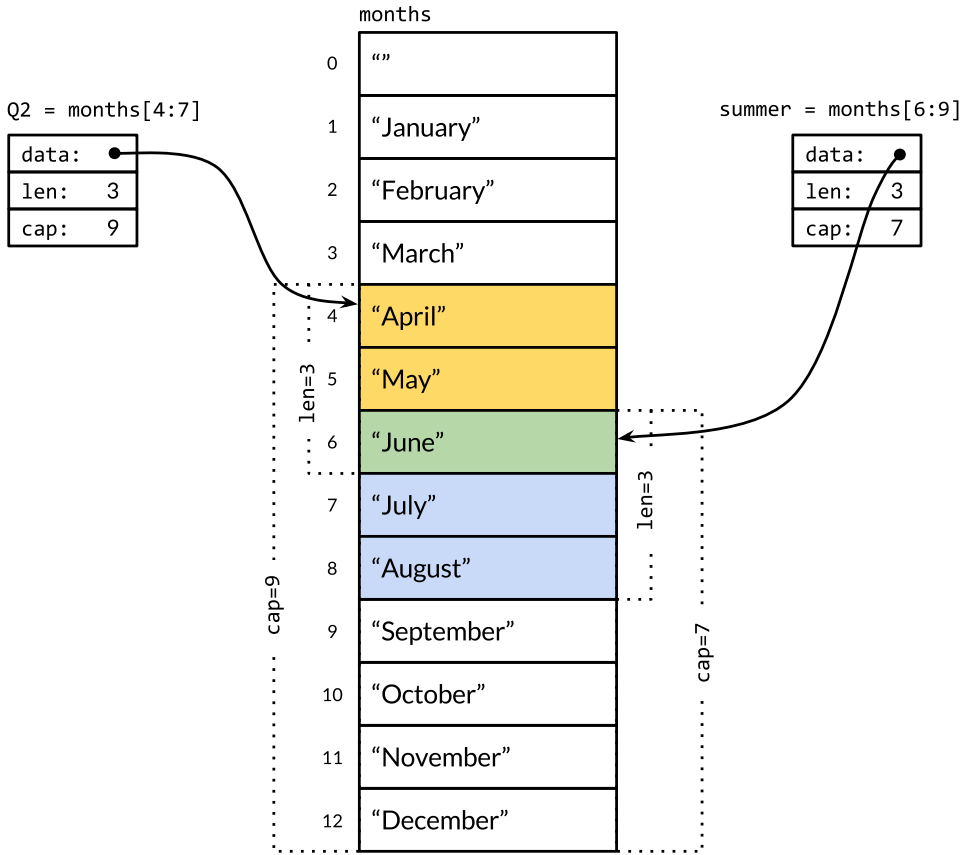 months
Q2 = months[4:7]
data:
len: 3
cap: 9
summer = months[6:9]
data:
len: 3
cap: 7
0 “”
1 “January”
2 “February”
3 “March”
4 “April”
5 “May”
6 “June”
7 “July”
8 “August”
9 “September”
10 “October”
11 “November”
12 “December”
len=3
cap=9
len=3
cap=7